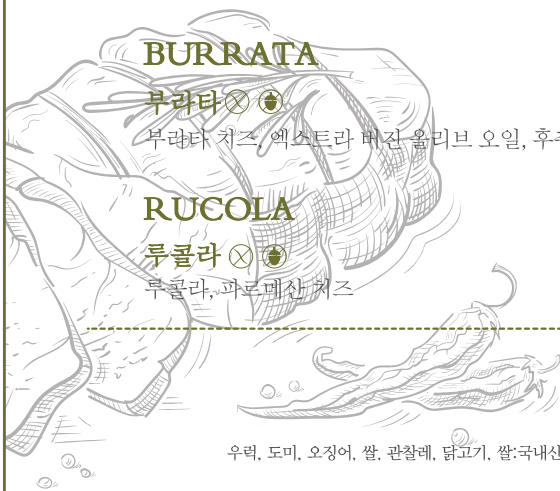 BURRATA
부라타
부라타 치즈, 엑스트라 버진 올리브 오일, 후추
RUCOLA
루콜라
루콜라, 파르메산 치즈
우럭, 도미, 오징어, 쌀, 관찰레, 닭고기, 쌀:국내산